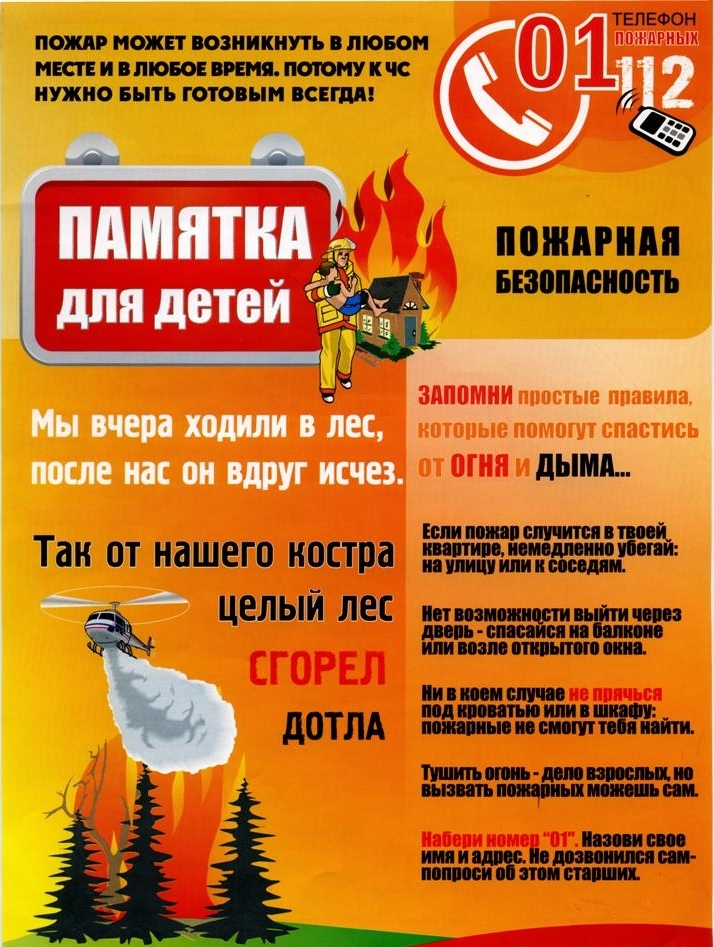 ПОЖАР МОЖЕТ ВОЗНИКНУТЬ В ЛЮБОМ
МЕСТЕ И В ЛЮБОЕ ВРЕМЯ. ПОТОМУ К ЧС
НУЖНО БЫТЬ ГОТОВЫМ ВСЕГДА!
01
ТЕЛЕФОН
ПОЖАРНЫХ
112
ПАМЯТКА
для детей
ПОЖАРНАЯ
БЕЗОПАСНОСТЬ
Мы вчера ходили в лес,
после нас он вдруг исчез.
Так от нашего костра
целый лес
СГОРЕЛ
ДОТЛА
ЗАПОМНИ простые правила,
которые помогут спастись
от ОГНЯ и ДЫМА...
Если пожар случится в твоей
квартире, немедленно убегай:
на улицу или к соседям.
Нет возможности выйти через
дверь - спасайся на балконе
или возле открытого окна.
Ни в коем случае не прячься
под кроватью или в шкафу:
пожарные не смогут тебя найти.
Тушить огонь - дело взрослых, но
вызвать пожарных можешь сам.
Набери номер "01". Назови свое
имя и адрес. Не дозвонился сам-
попроси об этом старших.